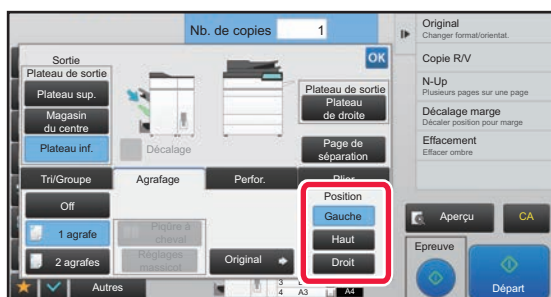 Nb. de copies 1
Original
Changer format/orientat.
Copie R/V
N-Up
Plusieurs pages sur une page
Décalage marge
Décaler position pour marge
Effacement
Effacer ombre
Aperçu
CA
Epreuve
Départ
Sortie
OK
Plateau de sortie
Plateau sup.
Magasin
du centre
Plateau inf.
Décalage
Plateau de sortie
Plateau
de droite
Page de
séparation
Tri/Groupe
Agrafage
Perfor.
Plier
Off
1 agrafe
2 agrafes
Piqûre à
cheval
Réglages
massicot
Original
Position
Gauche
Haut
Droit
Autres
3
4 A3
A4